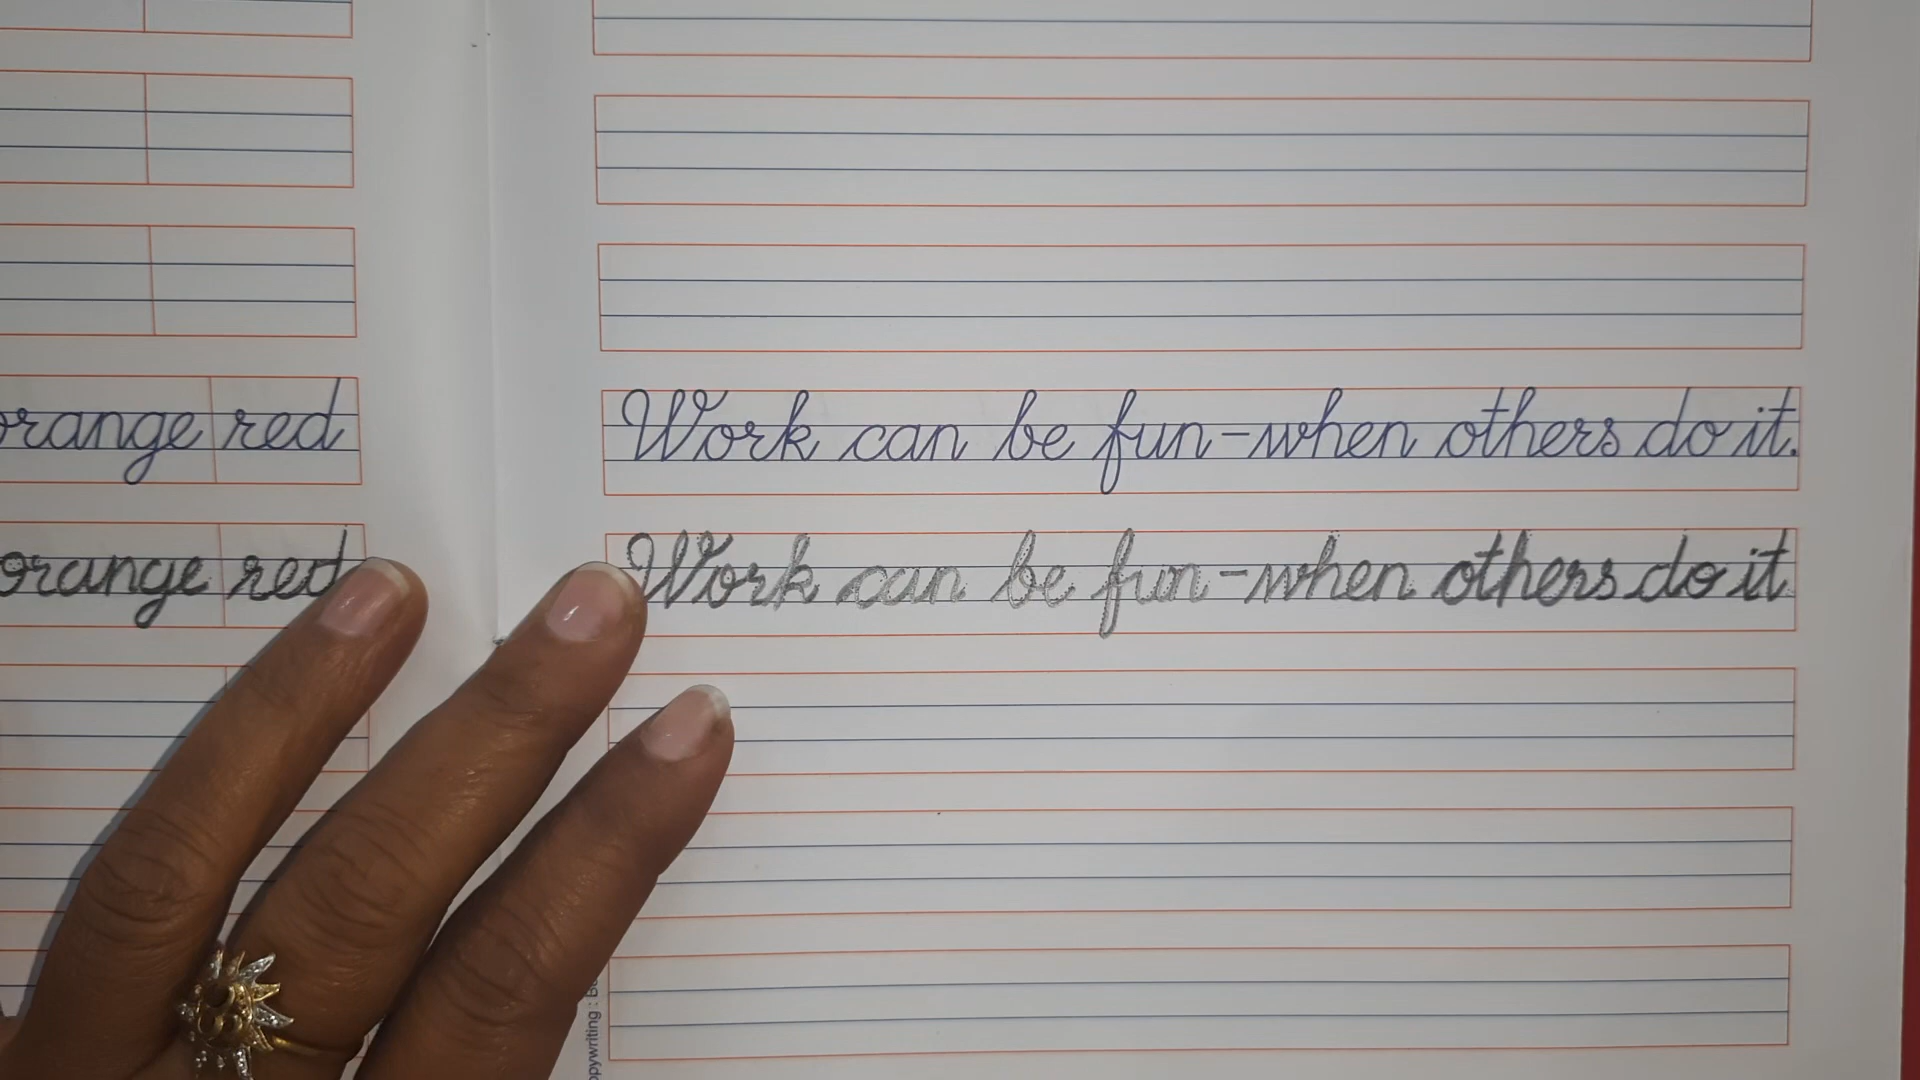 orange red
orange red
Work can be fun-when others do it.
Work can be fun-when others do it